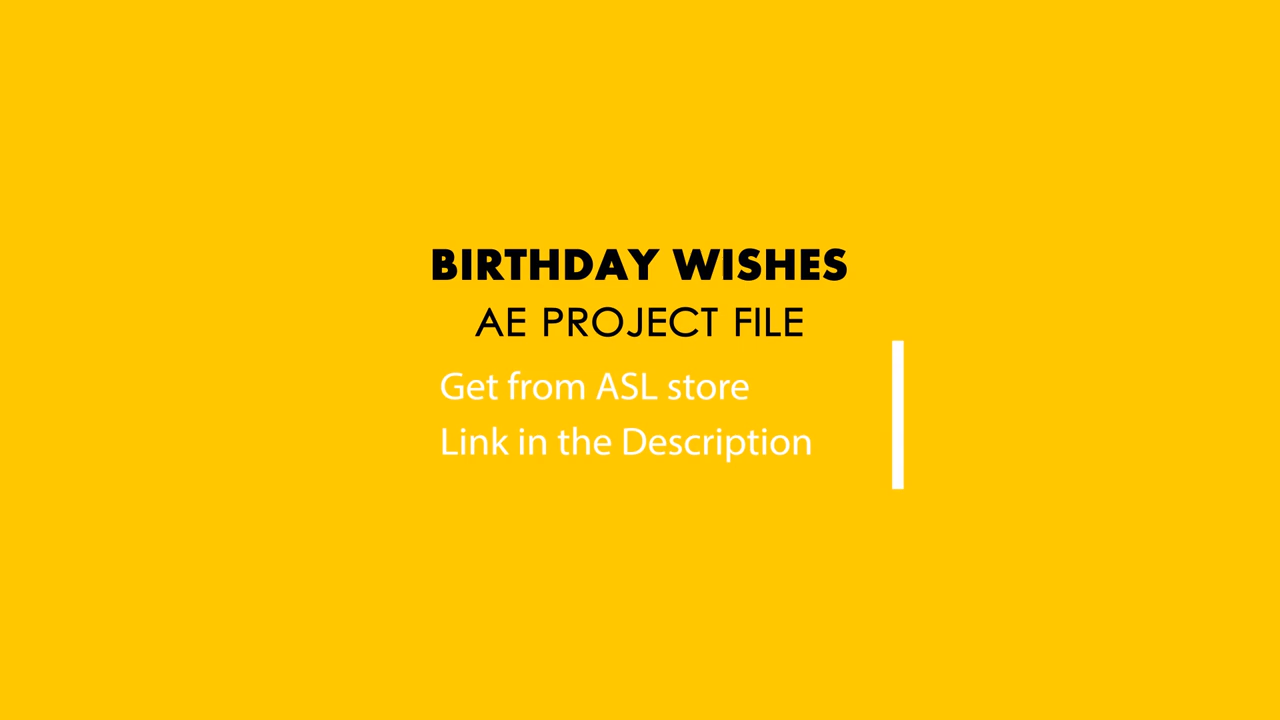 BIRTHDAY WISHES
AE PROJECT FILE
Get from ASL store
Link in the Description